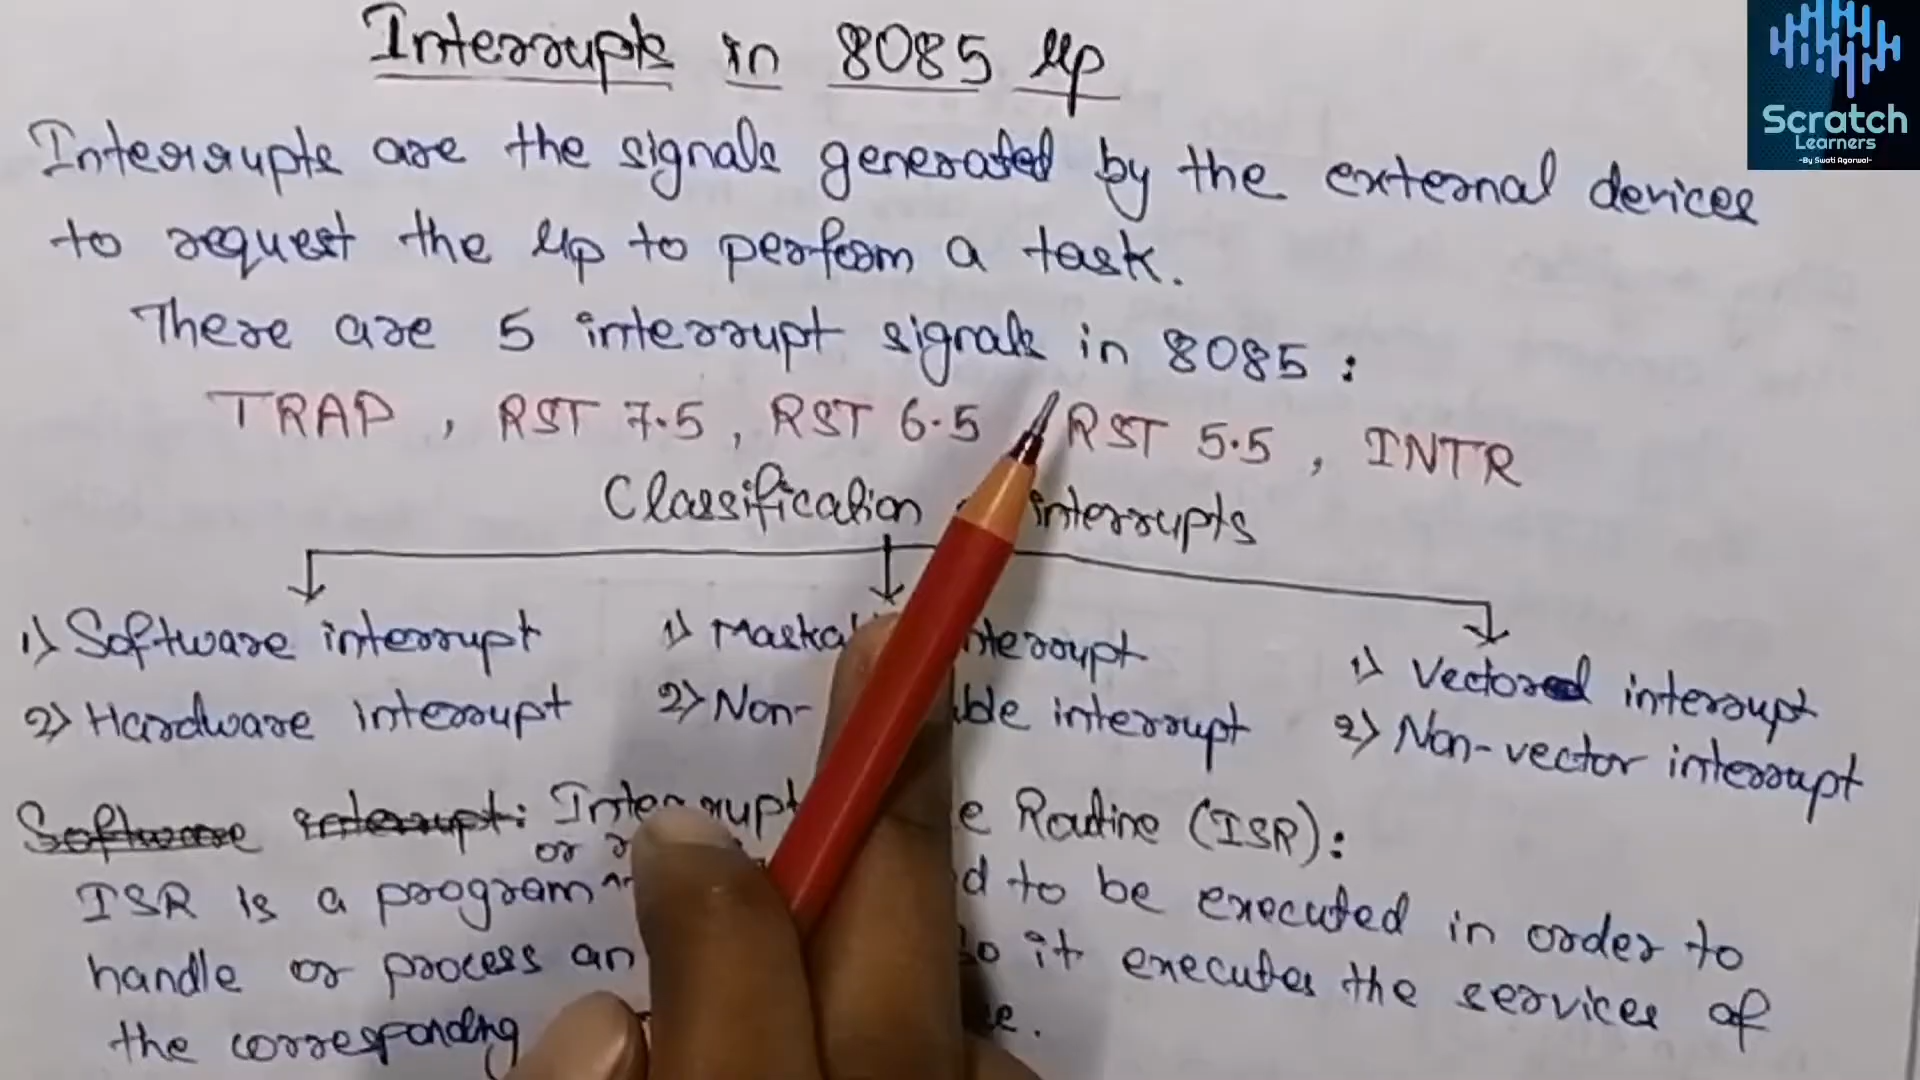 Interrupts in 8085 μp
Scratch
Learners
-By Swati Agarwal-
Interrupts are the signals generated by the external devices
to request the μp to perform a task.
There are 5 interrupt signals in 8085 :
TRAP , RST 7.5 , RST 6.5 RST 5.5 , INTR
Classification interrupts
1) Software interrupt 1) interrupt 1) Vectored interrupt
2) Hardware interrupt 2) Non- interrupt 2) Non-vector interrupt
Software interrupt: Interrupt Routine (ISR):
or
ISR is a program to be executed in order to
handle or process an it executes the services of
the corresponding